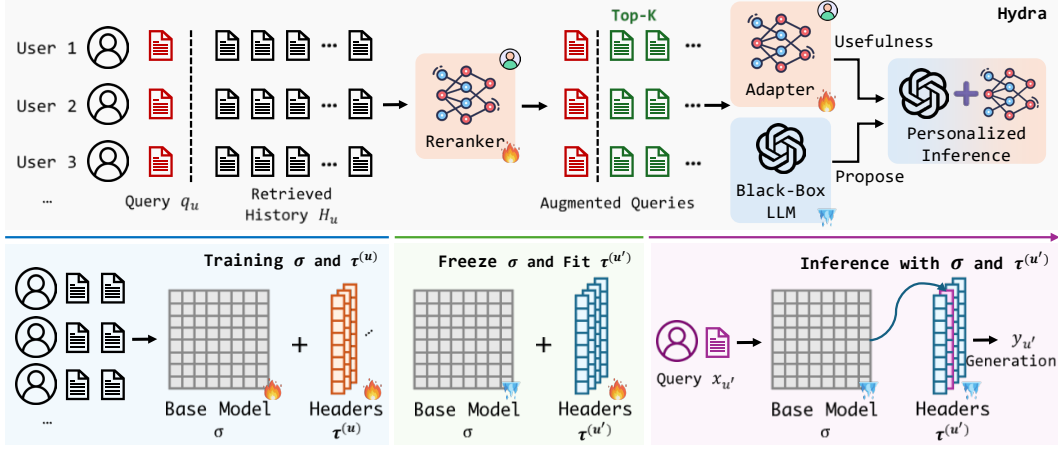 Hydra
Top-K
User 1
User 2
User 3
...
Query q_u
...
...
...
Retrieved
History H_u
Reranker
...
...
...
Augmented Queries
Adapter
Usefulness
Black-Box
LLM
Propose
Personalized
Inference
Training σ and τ^(u)
...
+
...
Base Model
σ
Headers
τ^(u)
Freeze σ and Fit τ^(u')
+
Base Model
σ
Headers
τ^(u')
Inference with σ and τ^(u')
Query x_u'
Base Model
σ
Headers
τ^(u')
y_u'
Generation